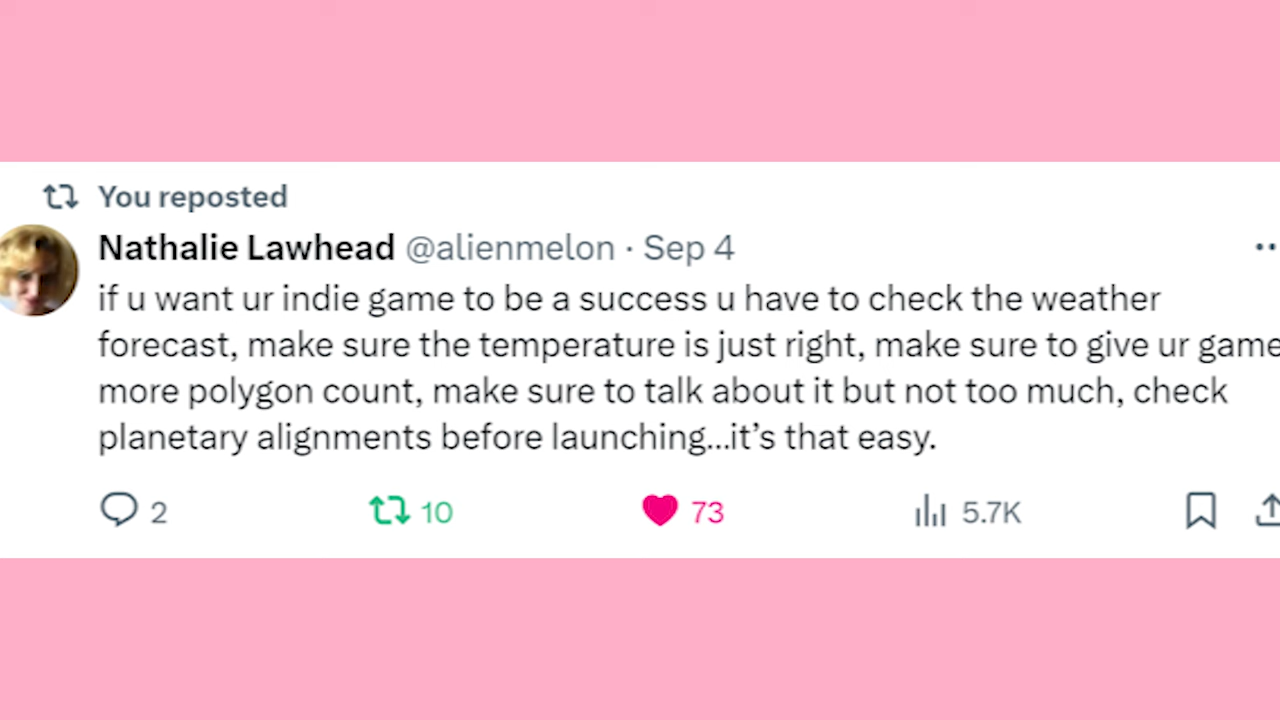 You reposted
Nathalie Lawhead @alienmelon · Sep 4
if u want ur indie game to be a success u have to check the weather
forecast, make sure the temperature is just right, make sure to give ur game
more polygon count, make sure to talk about it but not too much, check
planetary alignments before launching...it’s that easy.
2 10 73 5.7K